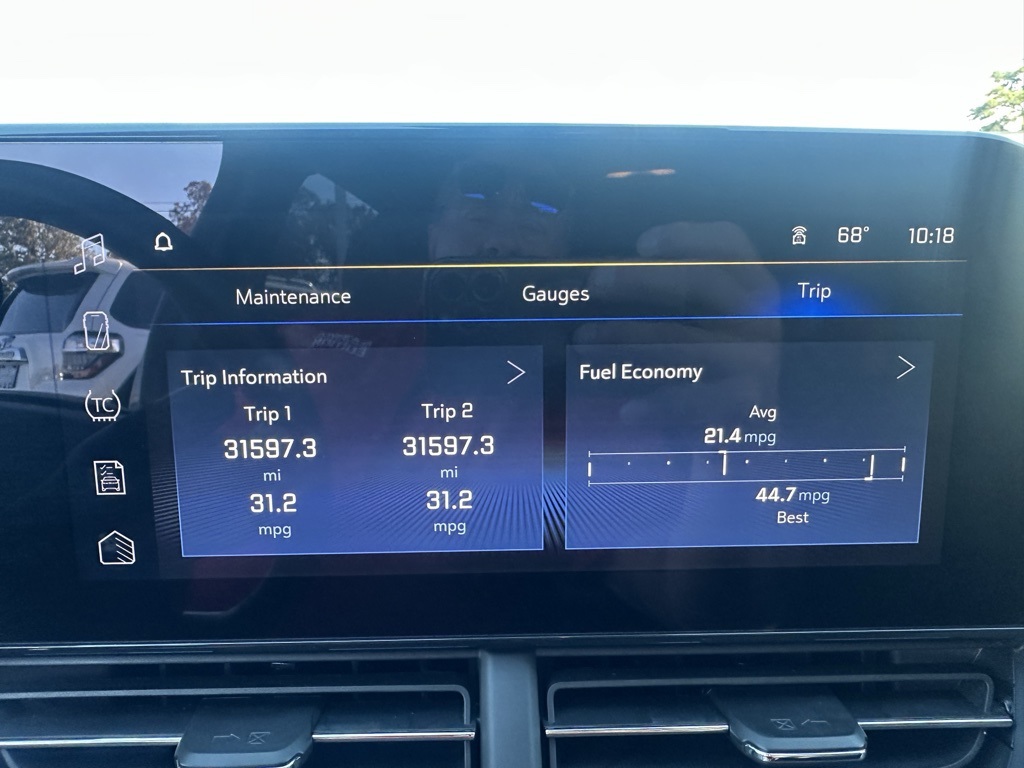 68° 10:18
Maintenance Gauges Trip
Trip Information
Trip 1 Trip 2
31597.3 31597.3
mi mi
31.2 31.2
mpg mpg
Fuel Economy
Avg
21.4 mpg
44.7 mpg
Best
TC